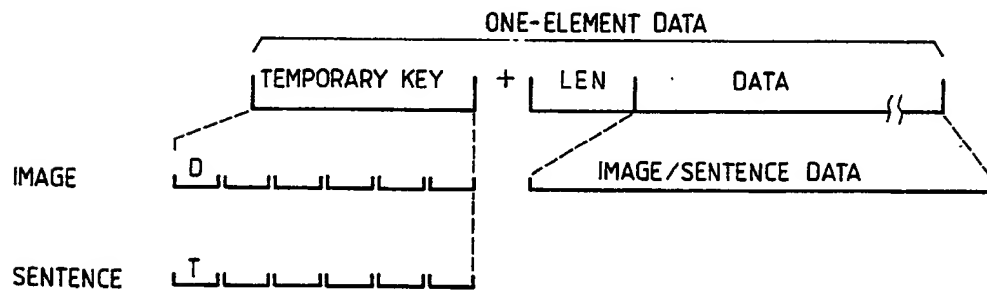 ONE-ELEMENT DATA
TEMPORARY KEY + LEN DATA
IMAGE D IMAGE/SENTENCE DATA
SENTENCE T